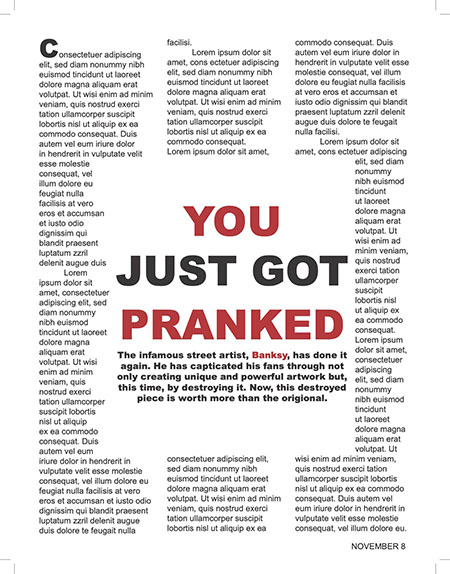 Consectetuer adipiscing
elit, sed diam nonummy nibh
euismod tincidunt ut laoreet
dolore magna aliquam erat
volutpat. Ut wisi enim ad minim
veniam, quis nostrud exerci
tation ullamcorper suscipit
lobortis nisl ut aliquip ex ea
commodo consequat. Duis
autem vel eum iriure dolor
in hendrerit in vulputate velit
esse molestie
consequat, vel
illum dolore eu
feugiat nulla
facilisis at vero
eros et accumsan
et iusto odio
dignissim qui
blandit praesent
luptatum zzril
delenit augue duis
Lorem
ipsum dolor sit
amet, consectetuer
adipiscing elit, sed
diam nonummy
nibh euismod
tincidunt ut laoreet
dolore magna
aliquam erat
volutpat. Ut wisi
enim ad minim
veniam, quis
nostrud exerci
tation ullamcorper
suscipit lobortis
nisl ut aliquip
ex ea commodo
consequat. Duis
autem vel eum
iriure dolor in hendrerit in
vulputate velit esse molestie
consequat, vel illum dolore eu
feugiat nulla facilisis at vero
eros et accumsan et iusto odio
dignissim qui blandit praesent
luptatum zzril delenit augue
duis dolore te feugait nulla
facilisi.
Lorem ipsum dolor sit
amet, consectetuer adipiscing
elit, sed diam nonummy nibh
euismod tincidunt ut laoreet
dolore magna aliquam erat
volutpat. Ut wisi enim ad minim
veniam, quis nostrud exerci
tation ullamcorper suscipit
lobortis nisl ut aliquip ex ea
commodo consequat.
Lorem ipsum dolor sit amet,
YOU
JUST GOT
PRANKED
The infamous street artist, Banksy, has done it
again. He has capticated his fans through not
only creating unique and powerful artwork but,
this time, by destroying it. Now, this destroyed
piece is worth more than the origional.
consectetuer adipiscing elit,
sed diam nonummy nibh
euismod tincidunt ut laoreet
dolore magna aliquam erat
volutpat. Ut wisi enim ad minim
veniam, quis nostrud exerci
tation ullamcorper suscipit
lobortis nisl ut aliquip ex ea
commodo consequat. Duis
autem vel eum iriure dolor in
hendrerit in vulputate velit esse
molestie consequat, vel illum
dolore eu feugiat nulla facilisis
at vero eros et accumsan et
iusto odio dignissim qui blandit
praesent luptatum zzril delenit
augue duis dolore te feugait
nulla facilisi.
Lorem ipsum dolor sit
amet, cons ectetuer adipiscing
elit, sed diam
nonummy
nibh euismod
tincidunt
ut laoreet
dolore magna
aliquam erat
volutpat. Ut
wisi enim ad
minim veniam,
quis nostrud
exerci tation
ullamcorper
suscipit
lobortis nisl
ut aliquip ex
ea commodo
consequat.
Lorem ipsum
dolor sit amet,
consectetuer
adipiscing
elit, sed diam
nonummy
nibh euismod
tincidunt
ut laoreet
dolore magna
aliquam erat
volutpat. Ut
wisi enim ad minim veniam,
quis nostrud exerci tation
ullamcorper suscipit lobortis
nisl ut aliquip ex ea commodo
consequat. Duis autem vel
eum iriure dolor in hendrerit
in vulputate velit esse molestie
consequat, vel illum dolore eu.
NOVEMBER 8